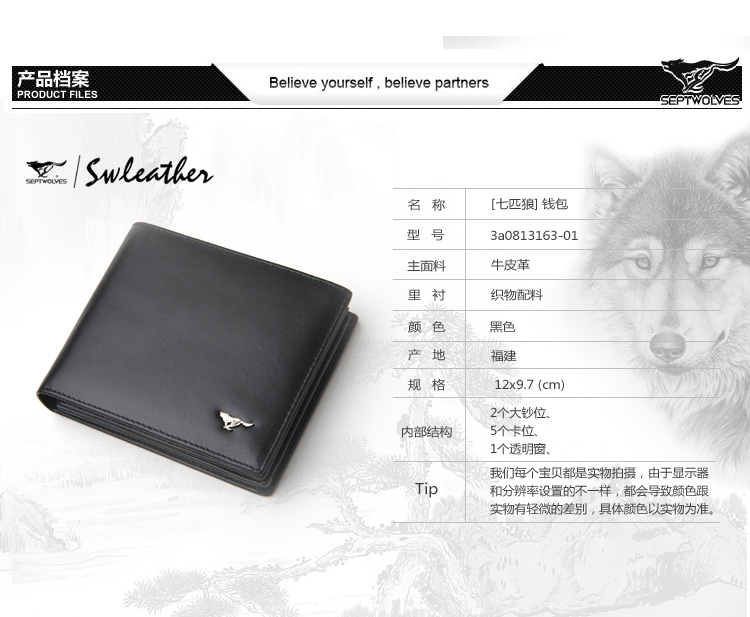 产品档案
PRODUCT FILES
Believe yourself , believe partners
SEPTWOLVES
SEPTWOLVES
Swleather
名 称 [七匹狼] 钱包
型 号 3a0813163-01
主面料 牛皮革
里 衬 织物配料
颜 色 黑色
产 地 福建
规 格 12x9.7 (cm)
内部结构
2个大钞位、
5个卡位、
1个透明窗、
Tip
我们每个宝贝都是实物拍摄，由于显示器
和分辨率设置的不一样，都会导致颜色跟
实物有轻微的差别，具体颜色以实物为准。